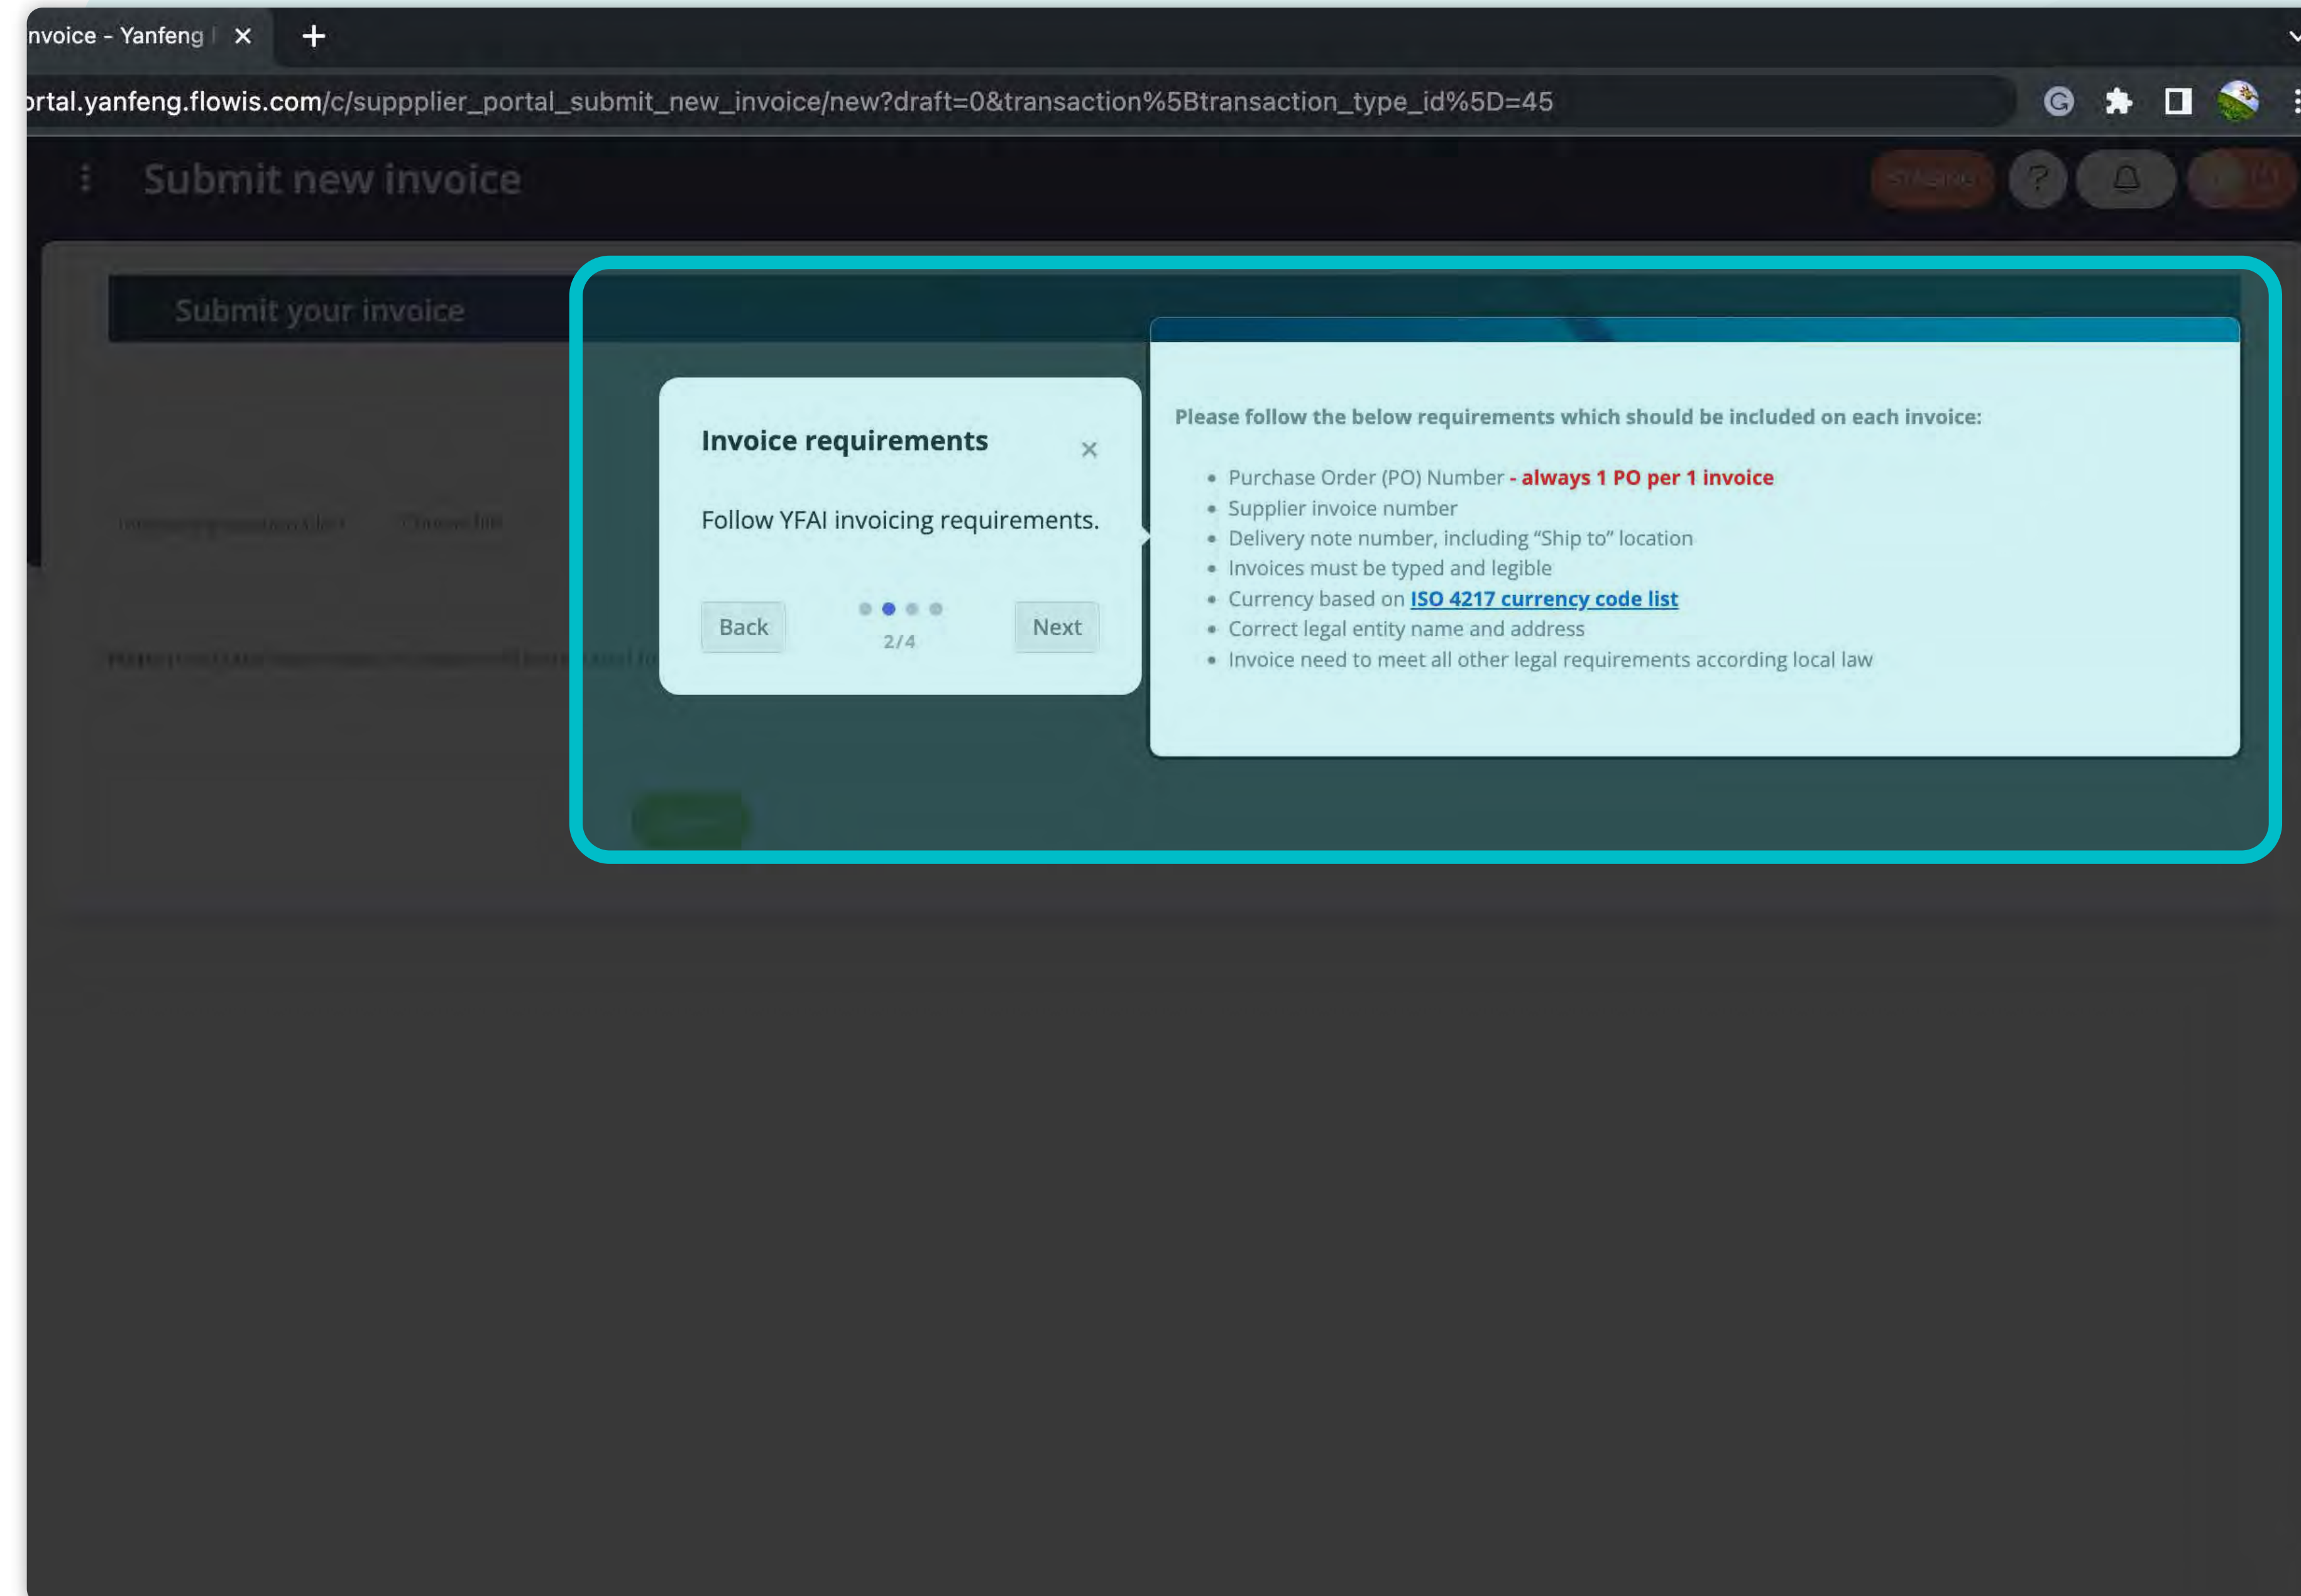 nvoice - Yanfeng
ortal.yanfeng.flowis.com/c/suppplier_portal_submit_new_invoice/new?draft=0&transaction%5Btransaction_type_id%5D=45
Submit new invoice
STAGING
?
Submit your invoice
Invoice requirements
Follow YFAI invoicing requirements.
Back
2/4
Next
Please follow the below requirements which should be included on each invoice:
• Purchase Order (PO) Number - always 1 PO per 1 invoice
• Supplier invoice number
• Delivery note number, including “Ship to” location
• Invoices must be typed and legible
• Currency based on ISO 4217 currency code list
• Correct legal entity name and address
• Invoice need to meet all other legal requirements according local law
Choose file